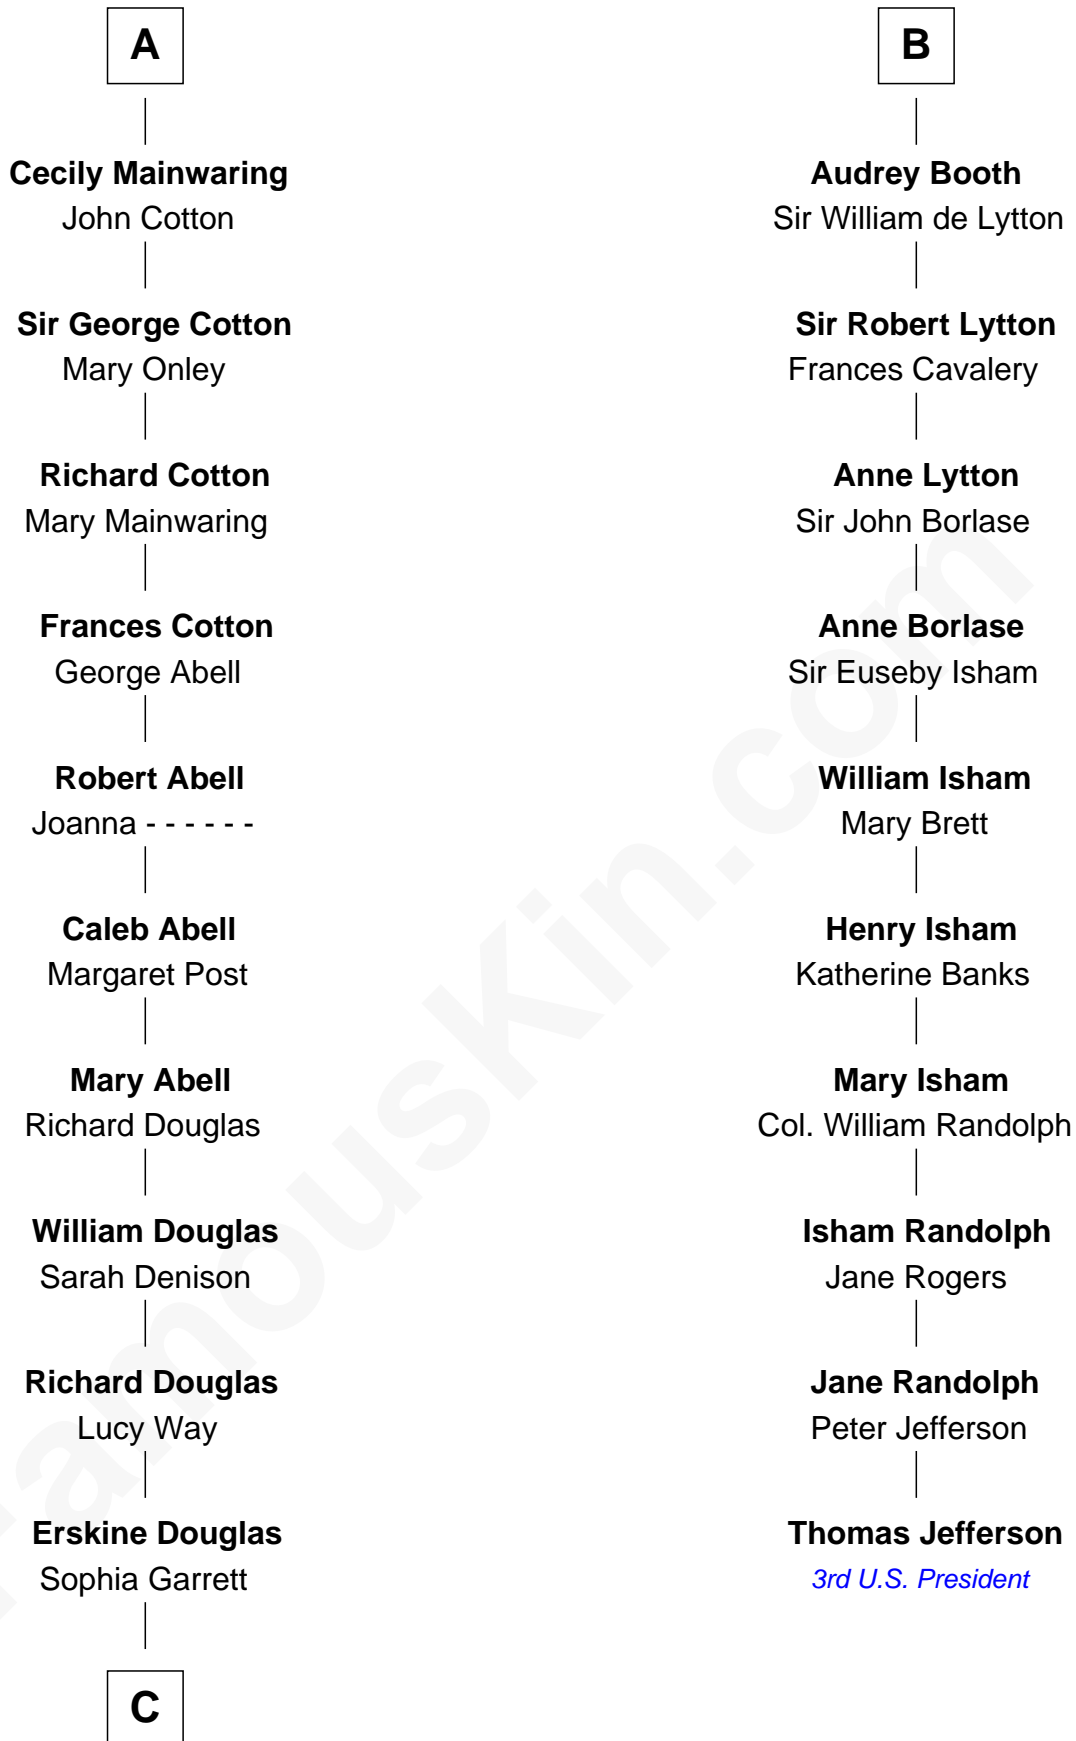 A
Cecily Mainwaring
John Cotton
Sir George Cotton
Mary Onley
Richard Cotton
Mary Mainwaring
Frances Cotton
George Abell
Robert Abell
Joanna - - - - - -
Caleb Abell
Margaret Post
Mary Abell
Richard Douglas
William Douglas
Sarah Denison
Richard Douglas
Lucy Way
Erskine Douglas
Sophia Garrett
C
B
Audrey Booth
Sir William de Lytton
Sir Robert Lytton
Frances Cavalery
Anne Lytton
Sir John Borlase
Anne Borlase
Sir Euseby Isham
William Isham
Mary Brett
Henry Isham
Katherine Banks
Mary Isham
Col. William Randolph
Isham Randolph
Jane Rogers
Jane Randolph
Peter Jefferson
Thomas Jefferson
3rd U.S. President
FamousKin.com